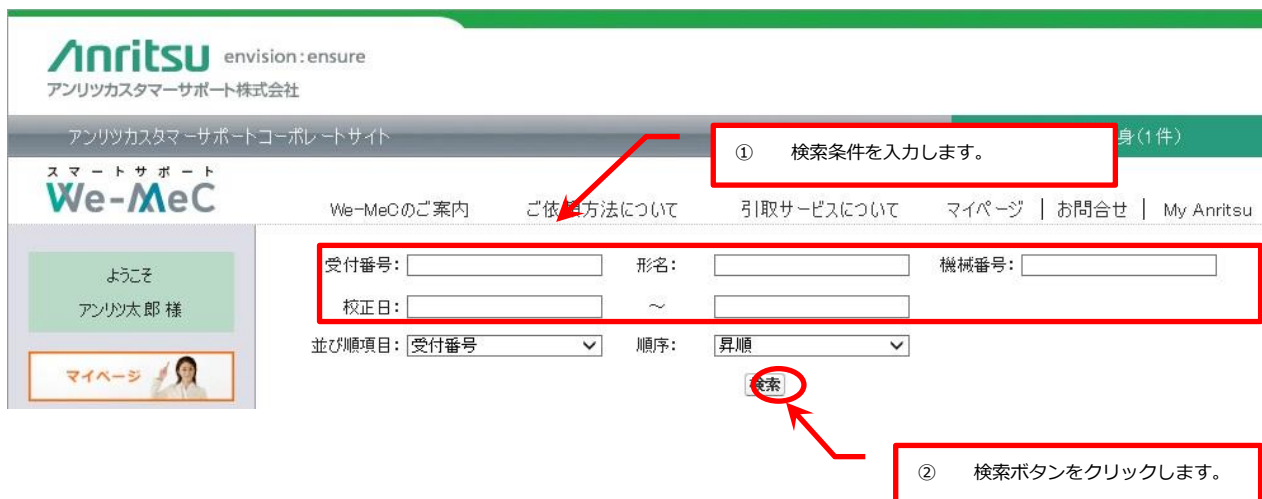 Anritsu envision:ensure
アンリツカスタマーサポート株式会社
アンリツカスタマーサポートコーポレートサイト
身(1件)
① 検索条件を入力します。
スマートサポート
We-MeC
We-MeCのご案内 ご依頼方法について 引取サービスについて マイページ | お問合せ | My Anritsu
ようこそ
アンリツ太郎 様
マイページ
受付番号: 形名: 機械番号:
校正日: ～
並び順項目: 受付番号 順序: 昇順
検索
② 検索ボタンをクリックします。